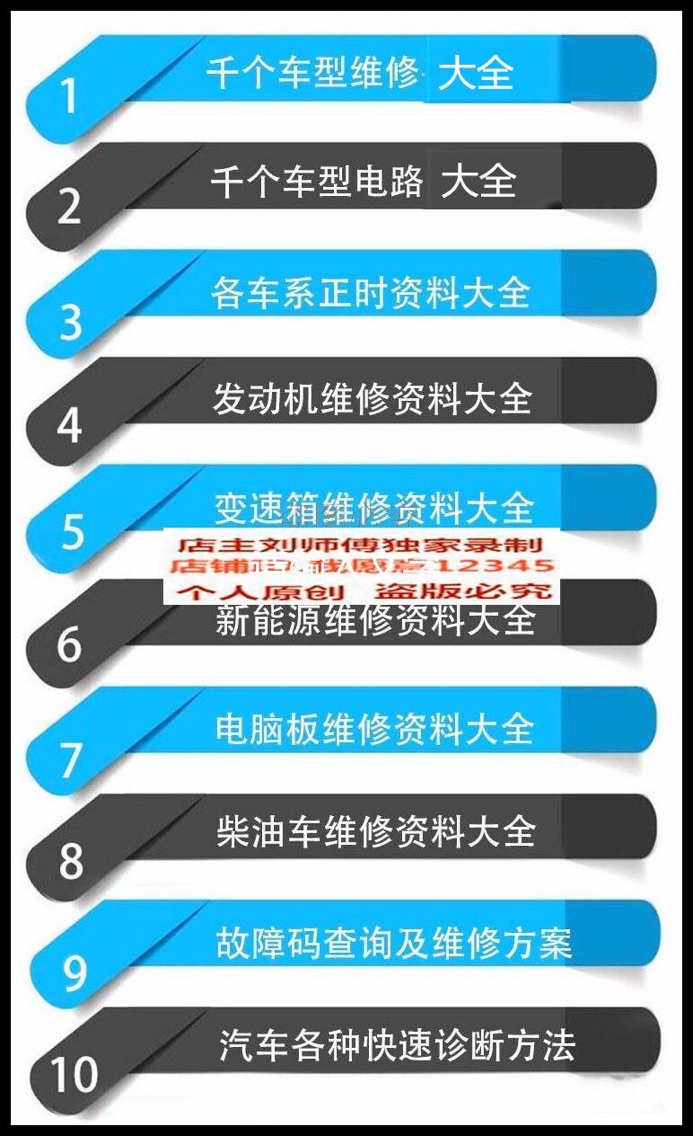 1 千个车型维修 大全
2 千个车型电路 大全
3 各车系正时资料大全
4 发动机维修资料大全
5 变速箱维修资料大全
店主刘师傅独家录制
店铺 12345
个人原创 盗版必究
6 新能源维修资料大全
7 电脑板维修资料大全
8 柴油车维修资料大全
9 故障码查询及维修方案
10 汽车各种快速诊断方法